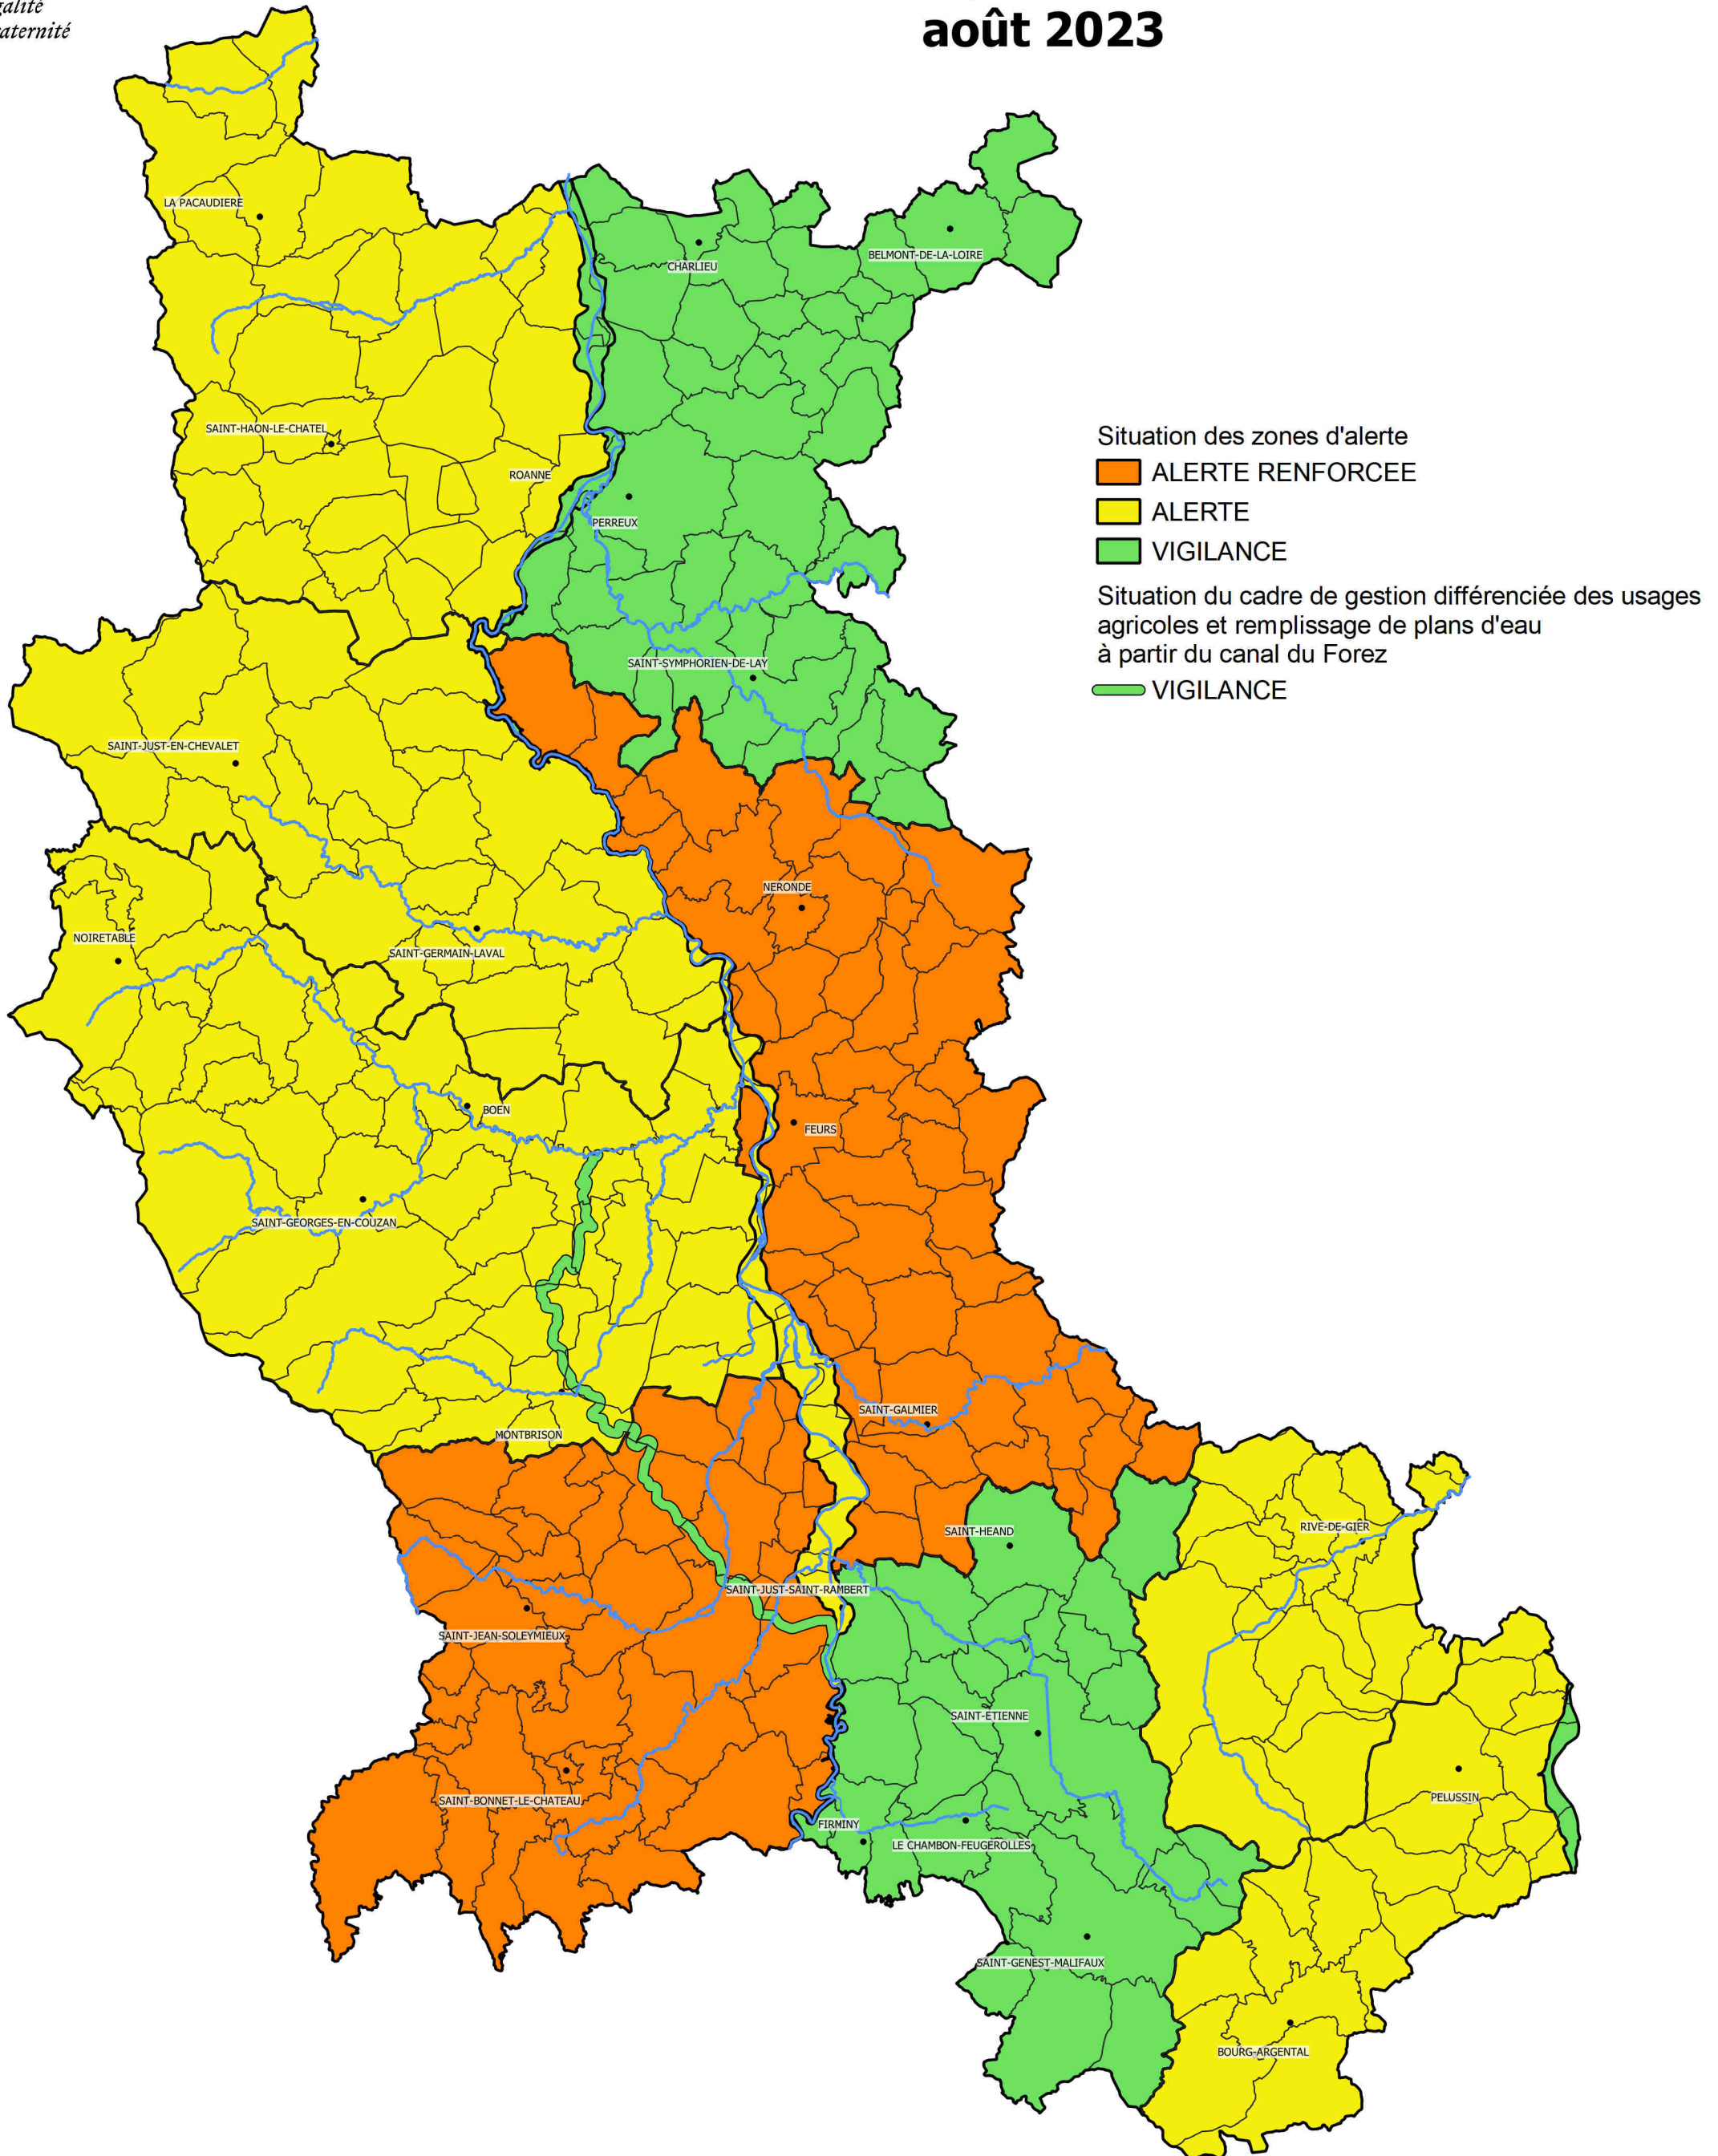 août 2023
LA PACAUDIERE
CHARLIEU
BELMONT-DE-LA-LOIRE
SAINT-HAON-LE-CHATEL
ROANNE
PERREUX
Situation des zones d'alerte
ALERTE RENFORCEE
ALERTE
VIGILANCE
Situation du cadre de gestion différenciée des usages
agricoles et remplissage de plans d'eau
à partir du canal du Forez
VIGILANCE
SAINT-SYMPHORIEN-DE-LAY
SAINT-JUST-EN-CHEVALET
NERONDE
NOIRETABLE
SAINT-GERMAIN-LAVAL
BOEN
FEURS
SAINT-GEORGES-EN-COUZAN
SAINT-GALMIER
MONTBRISON
SAINT-HEAND
RIVE-DE-GIER
SAINT-JUST-SAINT-RAMBERT
SAINT-JEAN-SOLEYMIEUX
SAINT-ETIENNE
PELUSSIN
SAINT-BONNET-LE-CHATEAU
FIRMINY
LE CHAMBON-FEUGEROLLES
SAINT-GENEST-MALIFAUX
BOURG-ARGENTAL